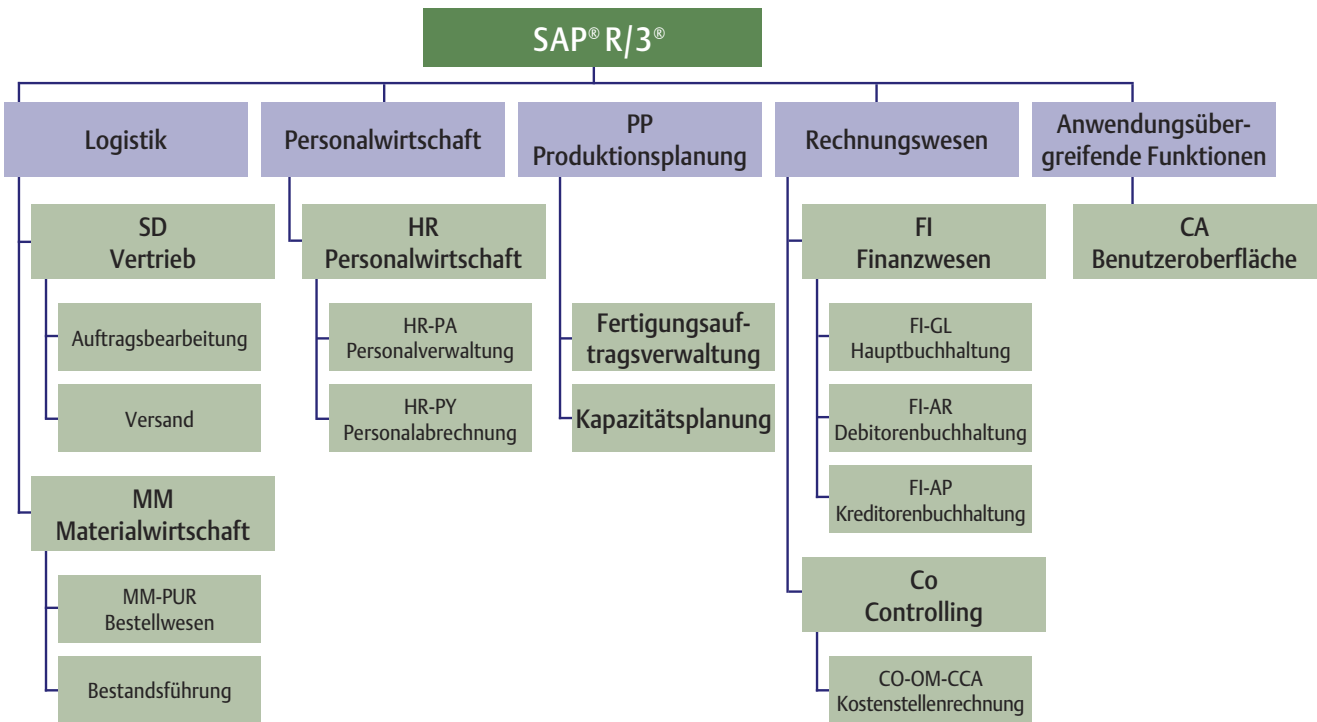 SAP® R/3®
Logistik
Personalwirtschaft
PP
Produktionsplanung
Rechnungswesen
Anwendungsüber-
greifende Funktionen
SD
Vertrieb
Auftragsbearbeitung
Versand
MM
Materialwirtschaft
MM-PUR
Bestellwesen
Bestandsführung
HR
Personalwirtschaft
HR-PA
Personalverwaltung
HR-PY
Personalabrechnung
Fertigungsauf-
tragsverwaltung
Kapazitätsplanung
FI
Finanzwesen
FI-GL
Hauptbuchhaltung
FI-AR
Debitorenbuchhaltung
FI-AP
Kreditorenbuchhaltung
Co
Controlling
CO-OM-CCA
Kostenstellenrechnung
CA
Benutzeroberfläche